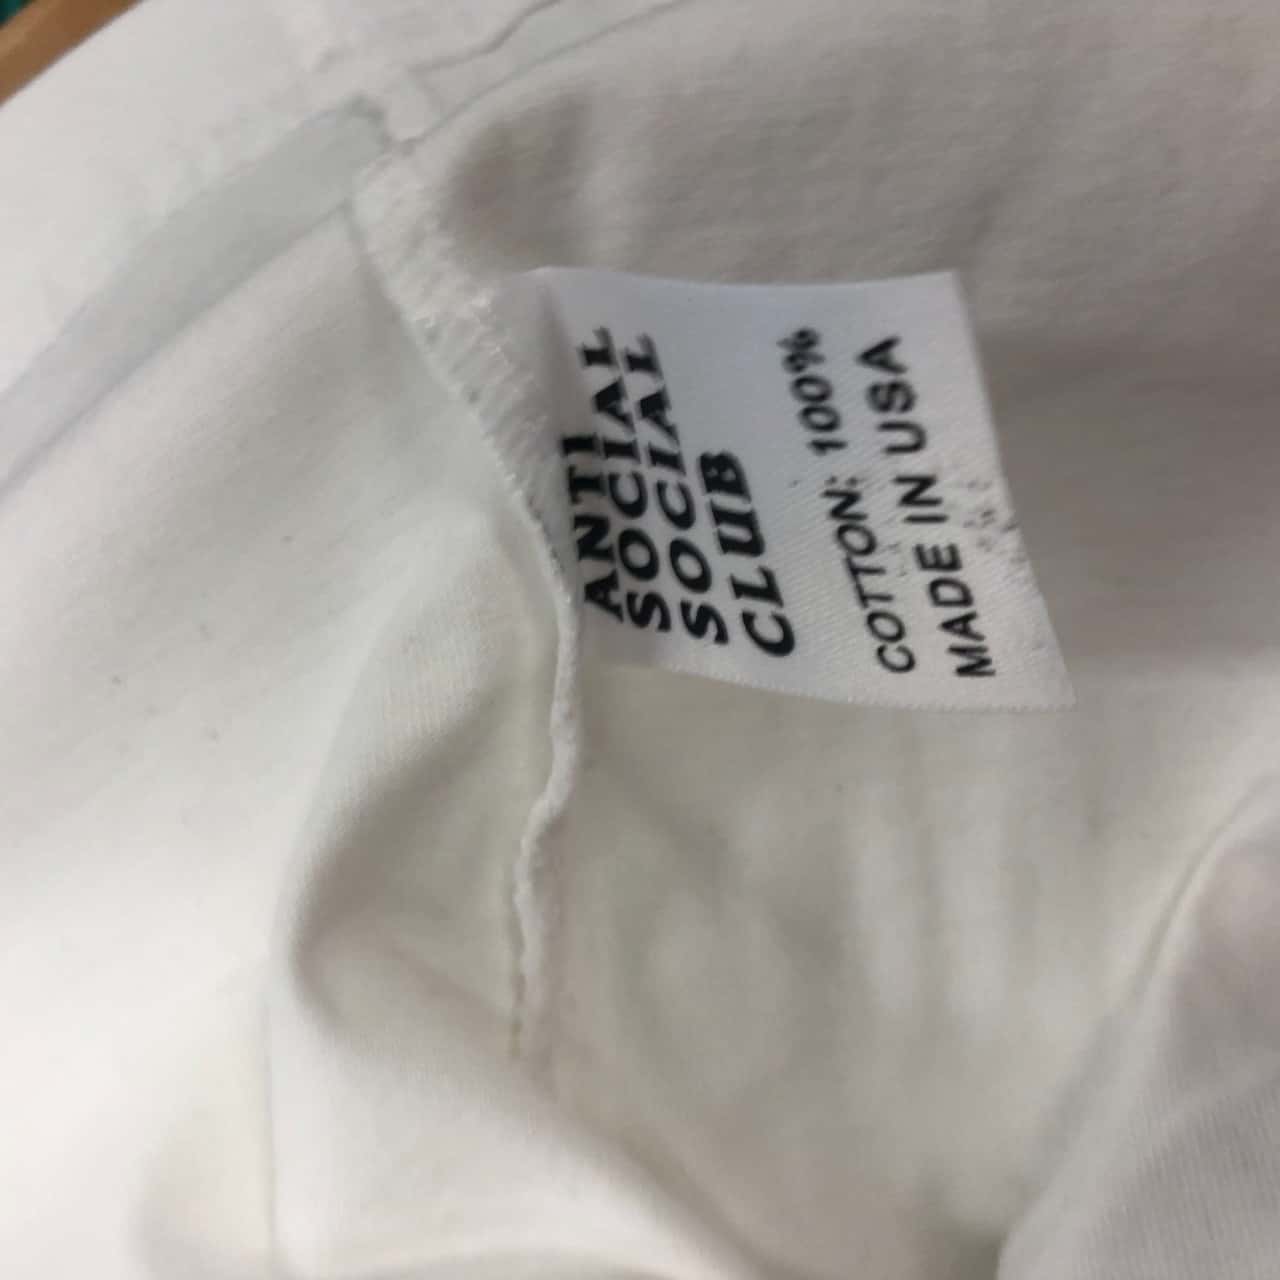 ANTI
SOCIAL
SOCIAL
CLUB
COTTON: 100%
MADE IN USA